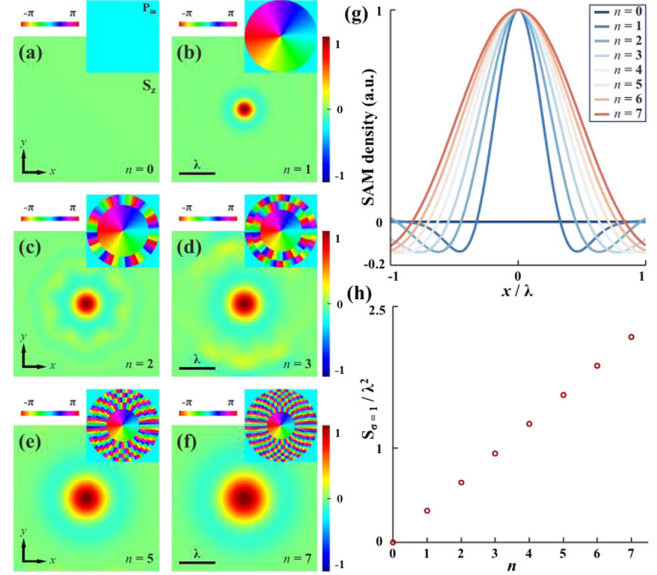 -π π
P_in
(a)
S_z
y
x
n = 0
-π π
(b)
λ
n = 1
1
0
-1
-π π
(c)
y
x
n = 2
-π π
(d)
λ
n = 3
1
0
-1
-π π
(e)
y
x
n = 5
-π π
(f)
λ
n = 7
1
0
-1
(g)
SAM density (a.u.)
1
0
-0.2
-1 0 1
x / λ
n = 0
n = 1
n = 2
n = 3
n = 4
n = 5
n = 6
n = 7
(h)
S_σ = 1 / λ²
2.5
1
0
0 1 2 3 4 5 6 7
n